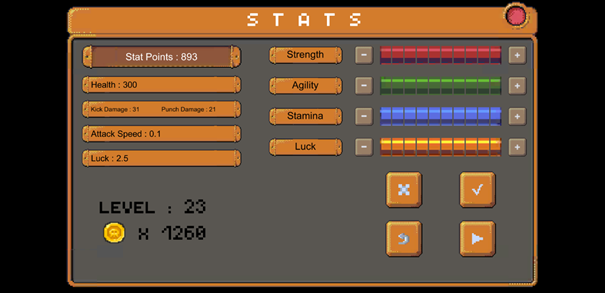 STATS
Stat Points : 893
Health : 300
Kick Damage : 31 Punch Damage : 21
Attack Speed : 0.1
Luck : 2.5
Strength - +
Agility - +
Stamina - +
Luck - +
LEVEL : 23
x 1260